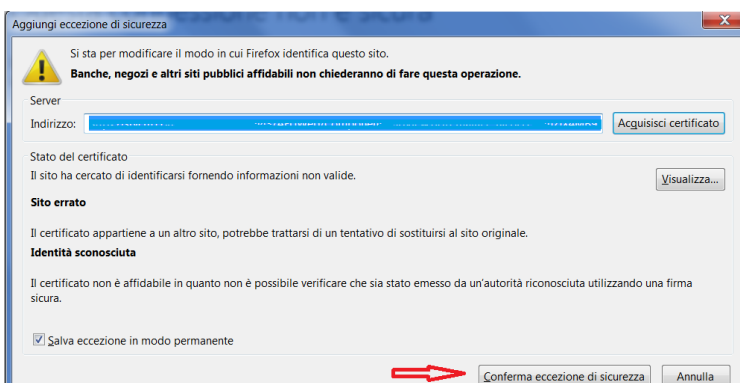 Aggiungi eccezione di sicurezza
Si sta per modificare il modo in cui Firefox identifica questo sito.
Banche, negozi e altri siti pubblici affidabili non chiederanno di fare questa operazione.
Server
Indirizzo:
Acquisisci certificato
Stato del certificato
Il sito ha cercato di identificarsi fornendo informazioni non valide.
Visualizza...
Sito errato
Il certificato appartiene a un altro sito, potrebbe trattarsi di un tentativo di sostituirsi al sito originale.
Identità sconosciuta
Il certificato non è affidabile in quanto non è possibile verificare che sia stato emesso da un'autorità riconosciuta utilizzando una firma
sicura.
Salva eccezione in modo permanente
Conferma eccezione di sicurezza
Annulla